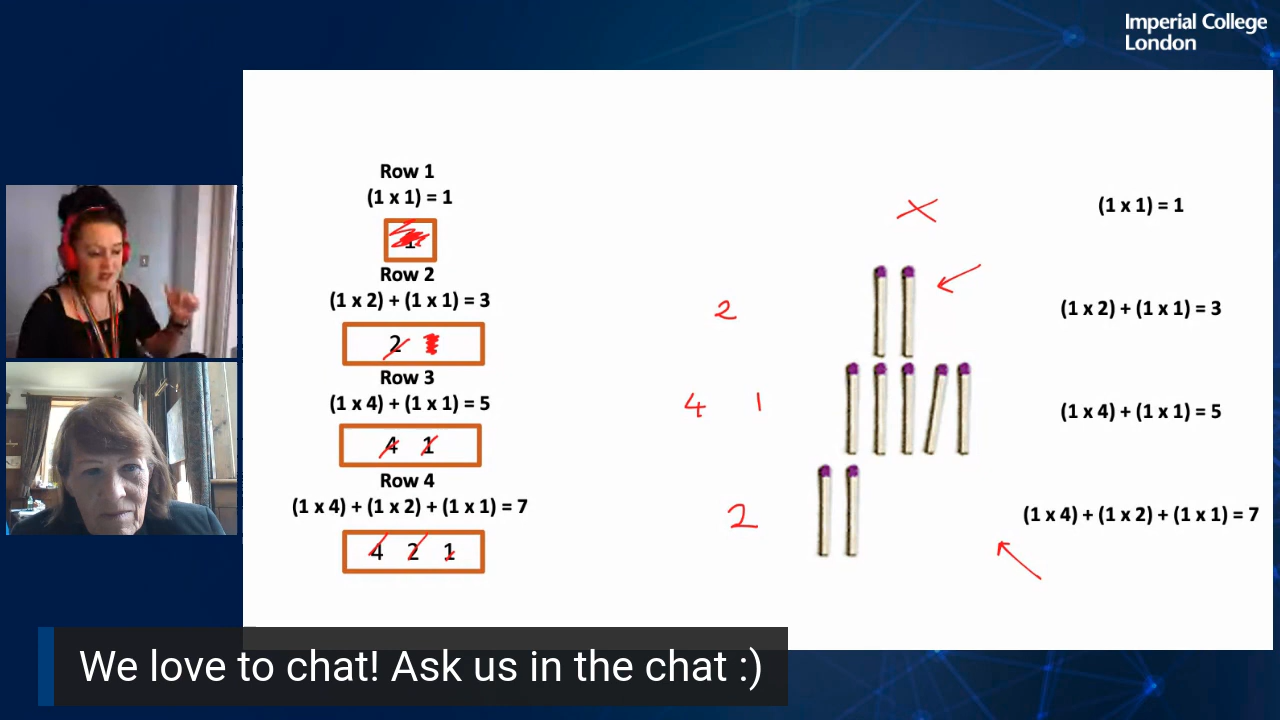 Imperial College
London
Row 1
(1 x 1) = 1
1
Row 2
(1 x 2) + (1 x 1) = 3
2
Row 3
(1 x 4) + (1 x 1) = 5
4 1
Row 4
(1 x 4) + (1 x 2) + (1 x 1) = 7
4 2 1
2
4 1
2
(1 x 1) = 1
(1 x 2) + (1 x 1) = 3
(1 x 4) + (1 x 1) = 5
(1 x 4) + (1 x 2) + (1 x 1) = 7
We love to chat! Ask us in the chat :)